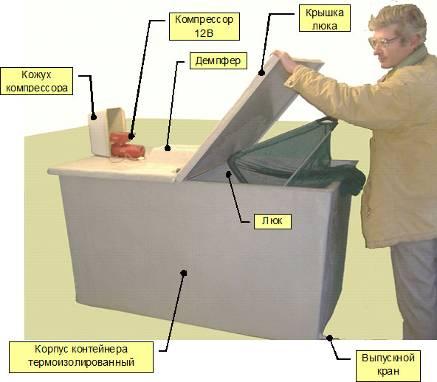 Компрессор
12В
Крышка
люка
Демпфер
Кожух
компрессора
Люк
Корпус контейнера
термоизолированный
Выпускной
кран